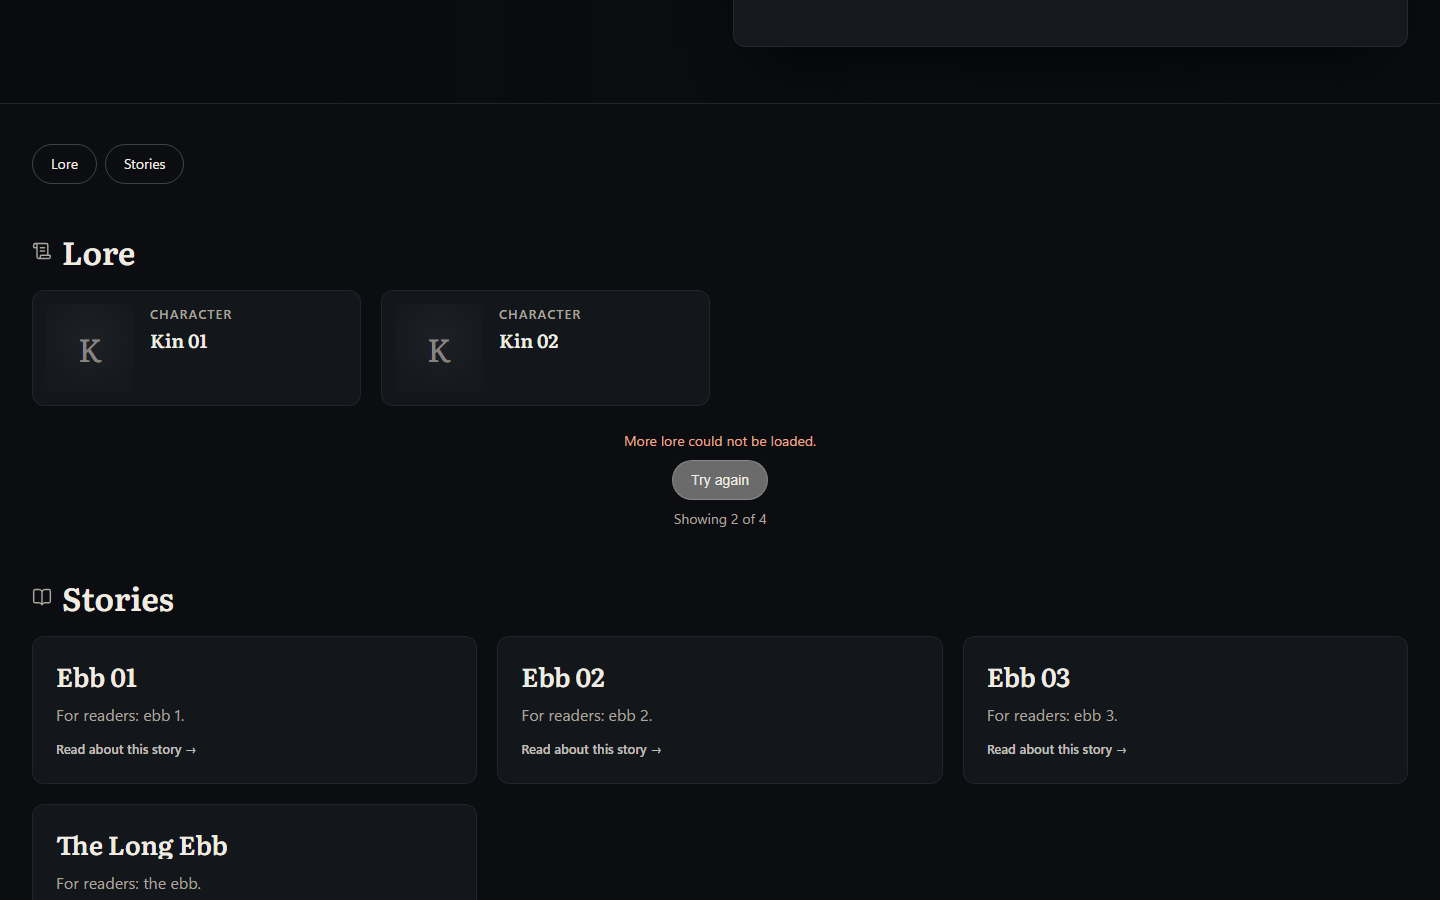 Lore
Stories
Lore
K
CHARACTER
Kin 01
K
CHARACTER
Kin 02
More lore could not be loaded.
Try again
Showing 2 of 4
Stories
Ebb 01
For readers: ebb 1.
Read about this story →
Ebb 02
For readers: ebb 2.
Read about this story →
Ebb 03
For readers: ebb 3.
Read about this story →
The Long Ebb
For readers: the ebb.